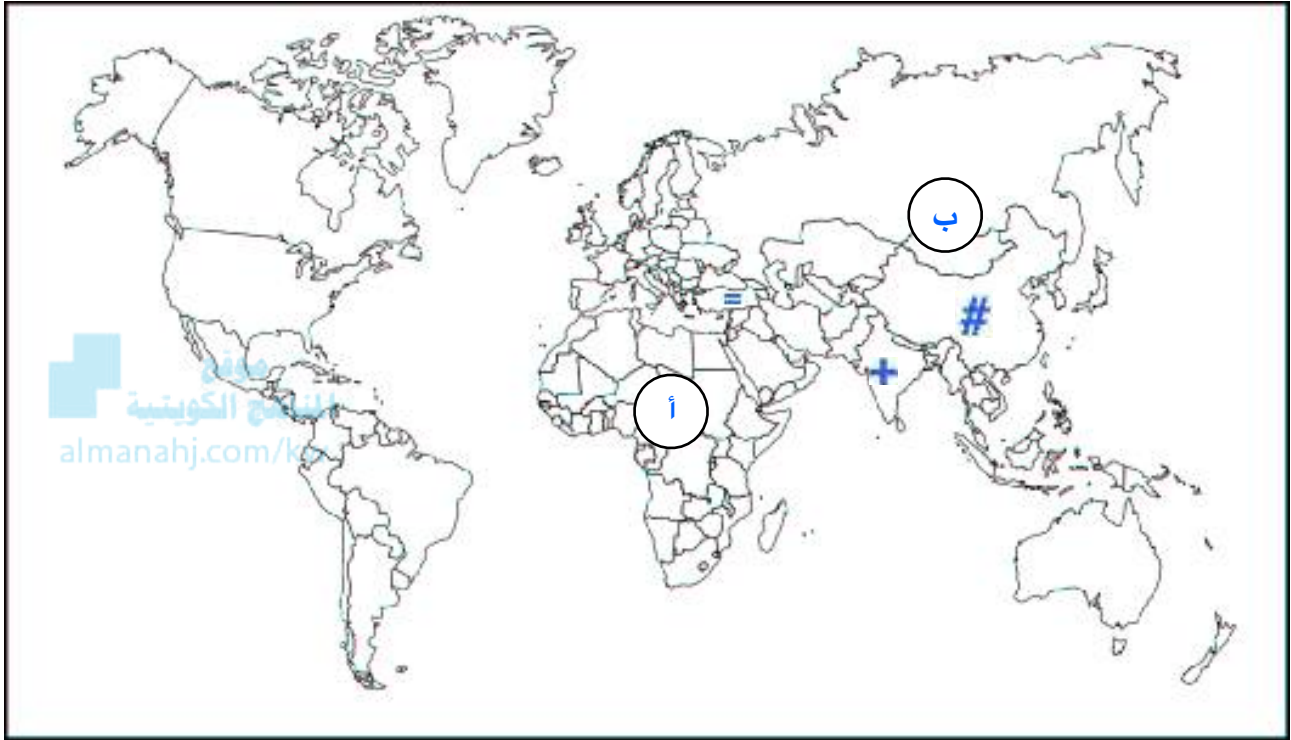 ب
#
=
+
موقع
المناهج الكويتية
أ
almanahj.com/kw